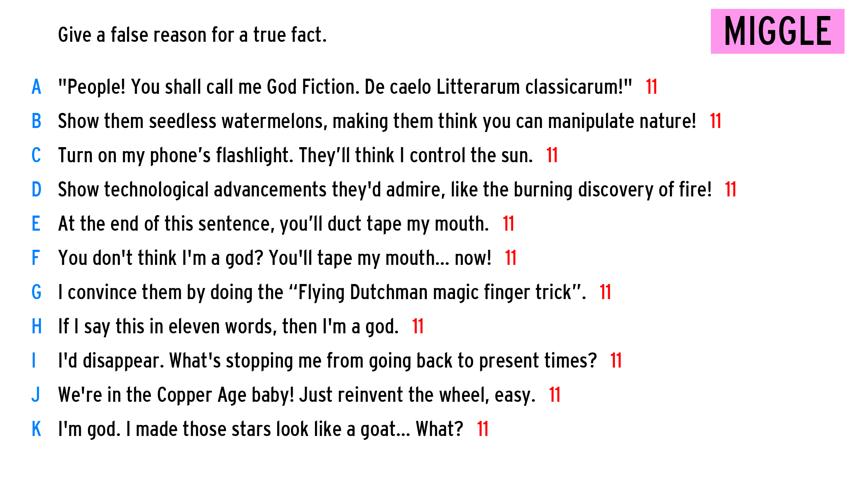 Give a false reason for a true fact.
MIGGLE
A "People! You shall call me God Fiction. De caelo Litterarum classicarum!" 11
B Show them seedless watermelons, making them think you can manipulate nature! 11
C Turn on my phone’s flashlight. They’ll think I control the sun. 11
D Show technological advancements they'd admire, like the burning discovery of fire! 11
E At the end of this sentence, you’ll duct tape my mouth. 11
F You don't think I'm a god? You'll tape my mouth... now! 11
G I convince them by doing the “Flying Dutchman magic finger trick”. 11
H If I say this in eleven words, then I'm a god. 11
I I'd disappear. What's stopping me from going back to present times? 11
J We're in the Copper Age baby! Just reinvent the wheel, easy. 11
K I'm god. I made those stars look like a goat... What? 11